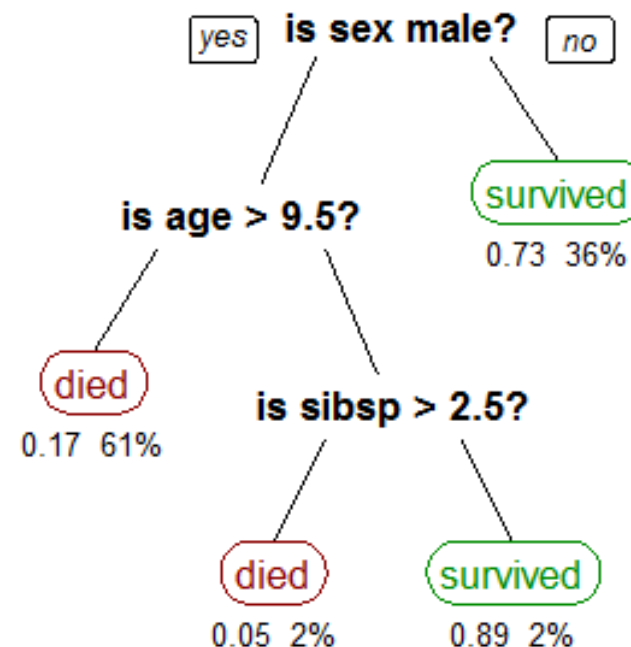 yes is sex male? no
survived
is age > 9.5?
0.73 36%
died
is sibsp > 2.5?
0.17 61%
died survived
0.05 2% 0.89 2%